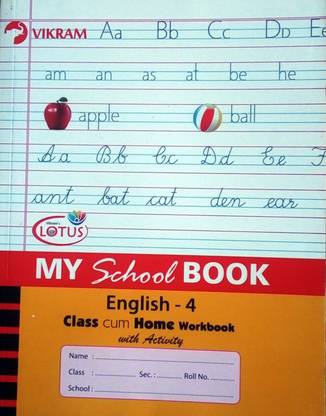 VIKRAM Aa Bb Cc Dd Ee
am an as at be he
apple ball
Aa Bb Cc Dd Ee F
ant bat cat den ear
LOTUS
MY School BOOK
English - 4
Class cum Home Workbook
with Activity
Name :
Class : Sec. : Roll No.
School :